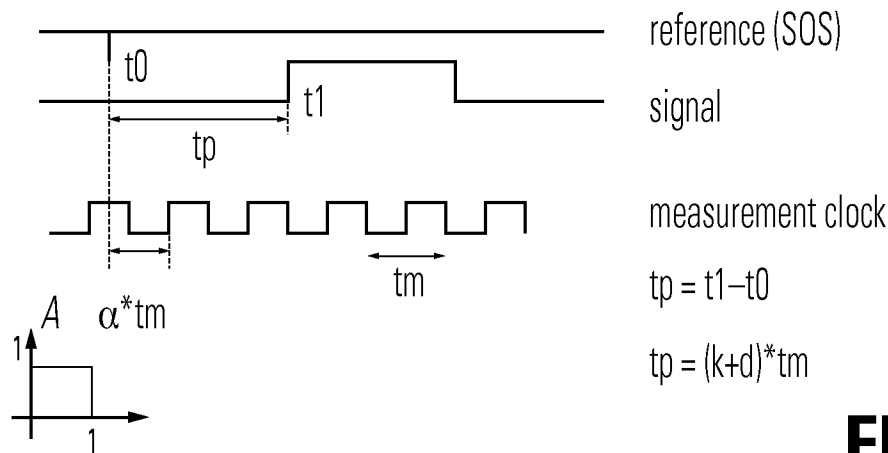 reference (SOS)
t0
t1
signal
tp
measurement clock
tm
tp = t1–t0
A
α*tm
1
tp = (k+d)*tm
1